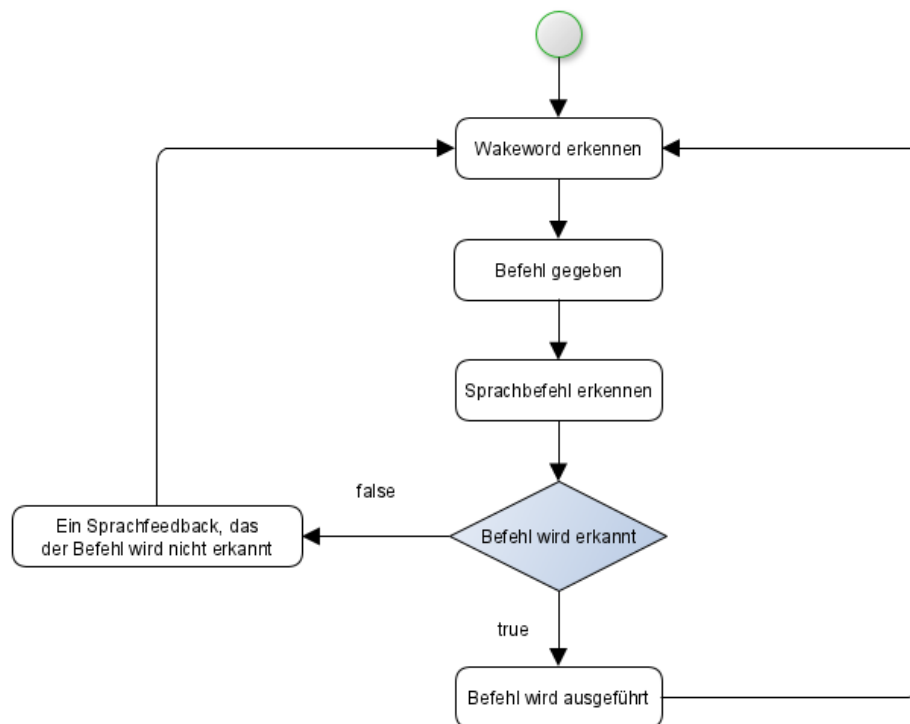 Wakeword erkennen
Befehl gegeben
Sprachbefehl erkennen
false
Befehl wird erkannt
Ein Sprachfeedback, das
der Befehl wird nicht erkannt
true
Befehl wird ausgeführt